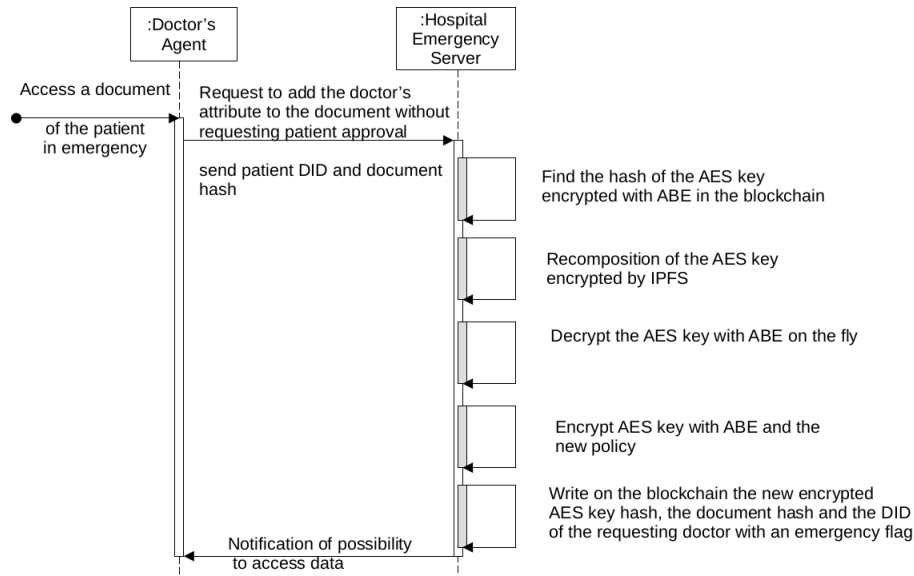 :Doctor's
Agent
:Hospital
Emergency
Server
Access a document
of the patient
in emergency
Request to add the doctor's
attribute to the document without
requesting patient approval
send patient DID and document
hash
Find the hash of the AES key
encrypted with ABE in the blockchain
Recomposition of the AES key
encrypted by IPFS
Decrypt the AES key with ABE on the fly
Encrypt AES key with ABE and the
new policy
Write on the blockchain the new encrypted
AES key hash, the document hash and the DID
of the requesting doctor with an emergency flag
Notification of possibility
to access data